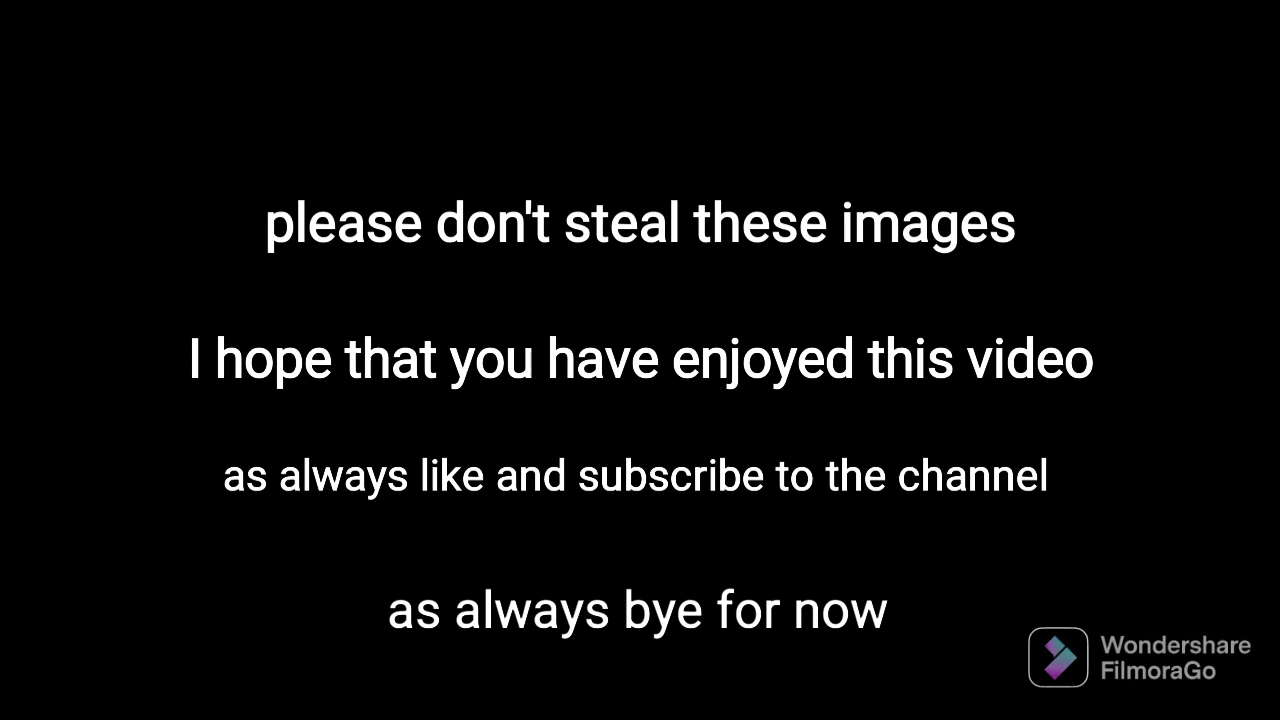 please don't steal these images
I hope that you have enjoyed this video
as always like and subscribe to the channel
as always bye for now
Wondershare
FilmoraGo